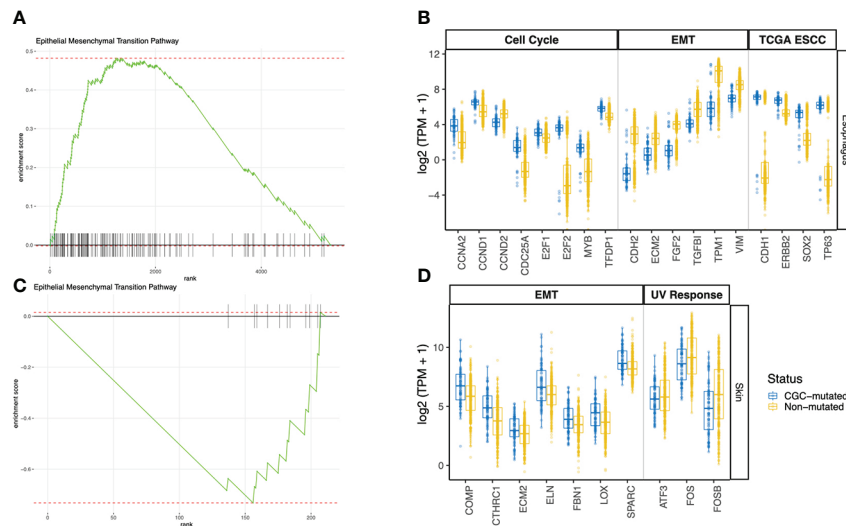 A
Epithelial Mesenchymal Transition Pathway
0.5
0.4
0.3
0.2
0.1
0.0
enrichment score
0
2000
4000
rank
B
Cell Cycle
EMT
TCGA ESCC
12
8
4
0
−4
log2 (TPM + 1)
CCNA2
CCND1
CCND2
CDC25A
E2F1
E2F2
MYB
TFDP1
CDH2
ECM2
FGF2
TGFBI
TPM1
VIM
CDH1
ERBB2
SOX2
TP63
C
Epithelial Mesenchymal Transition Pathway
0.0
−0.2
−0.4
−0.6
enrichment score
0
50
100
150
200
rank
D
EMT
UV Response
10
5
0
log2 (TPM + 1)
COMP
CTHRC1
ECM2
ELN
FBN1
LOX
SPARC
ATF3
FOS
FOSB
Skin
Status
CGC−mutated
Non−mutated